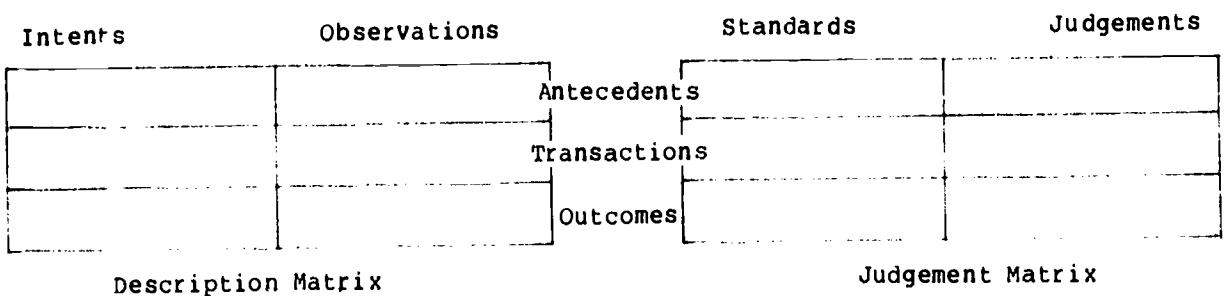 Intents Observations Standards Judgements
Antecedents
Transactions
Outcomes
Description Matrix Judgement Matrix